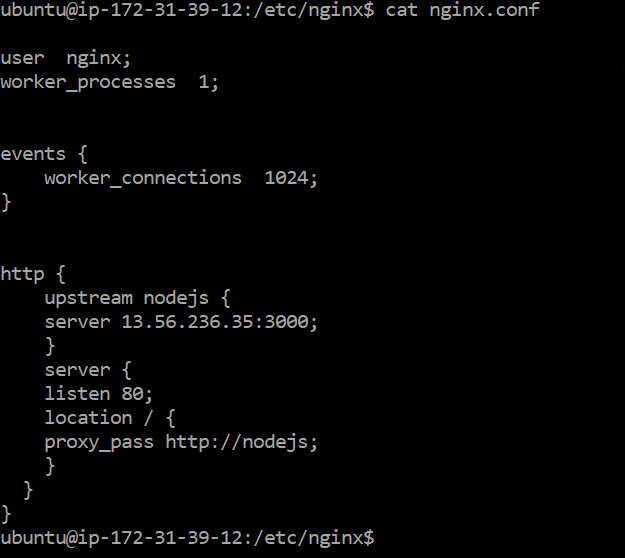 ubuntu@ip-172-31-39-12:/etc/nginx$ cat nginx.conf
user  nginx;
worker_processes  1;
events {
    worker_connections  1024;
}
http {
    upstream nodejs {
    server 13.56.236.35:3000;
    }
    server {
    listen 80;
    location / {
    proxy_pass http://nodejs;
    }
  }
}
ubuntu@ip-172-31-39-12:/etc/nginx$